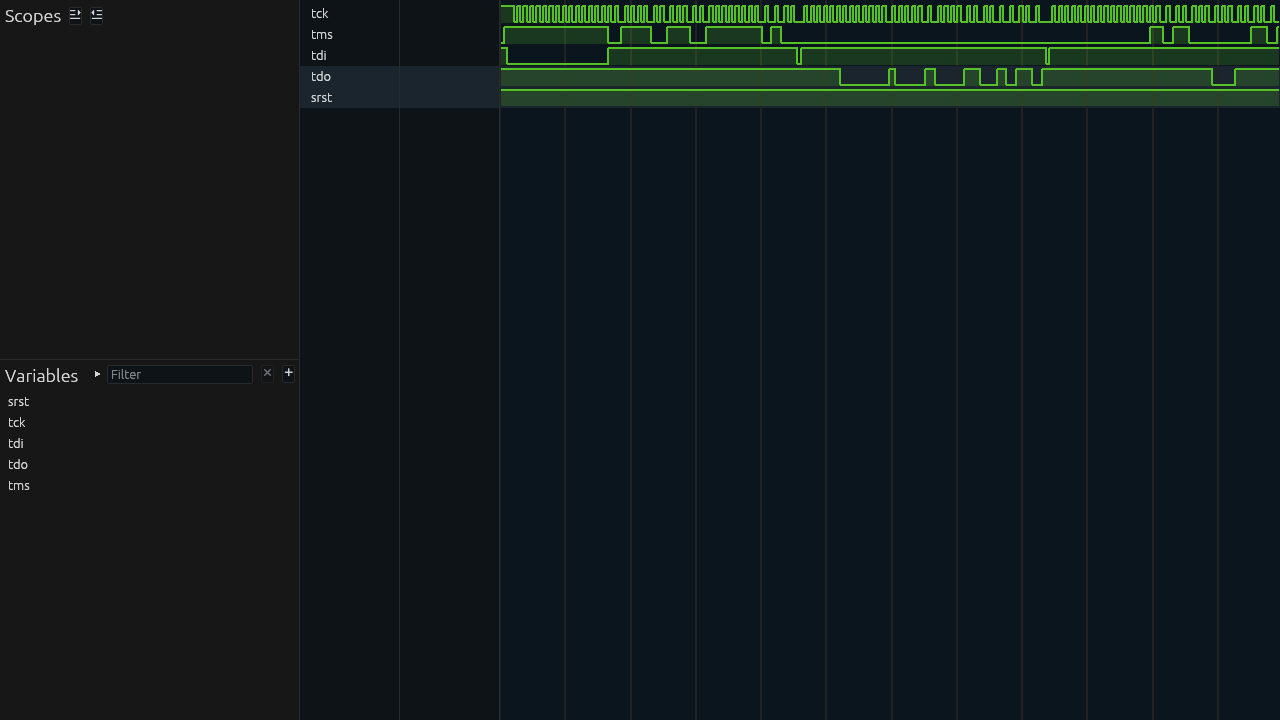 Scopes
tck
tms
tdi
tdo
srst
Variables Filter
srst
tck
tdi
tdo
tms